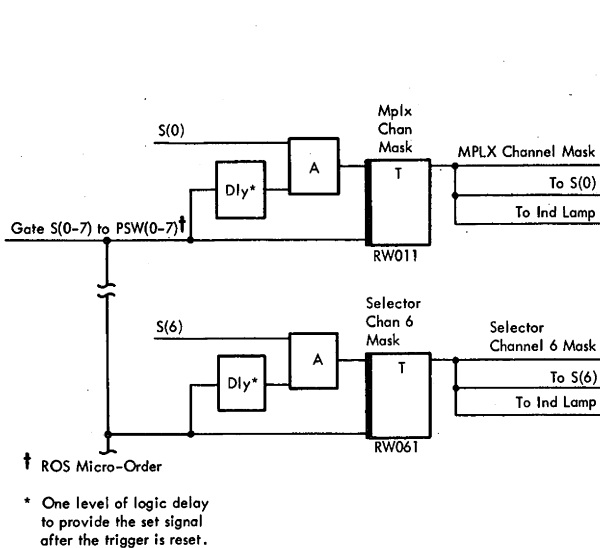 Mplx
Chan
Mask
S(0)
A
T
MPLX Channel Mask
Dly*
To S(0)
To Ind Lamp
Gate S(0-7) to PSW(0-7)†
RW011
Selector
Chan 6
Mask
S(6)
A
T
Selector
Channel 6 Mask
Dly*
To S(6)
To Ind Lamp
RW061
† ROS Micro-Order
* One level of logic delay
to provide the set signal
after the trigger is reset.